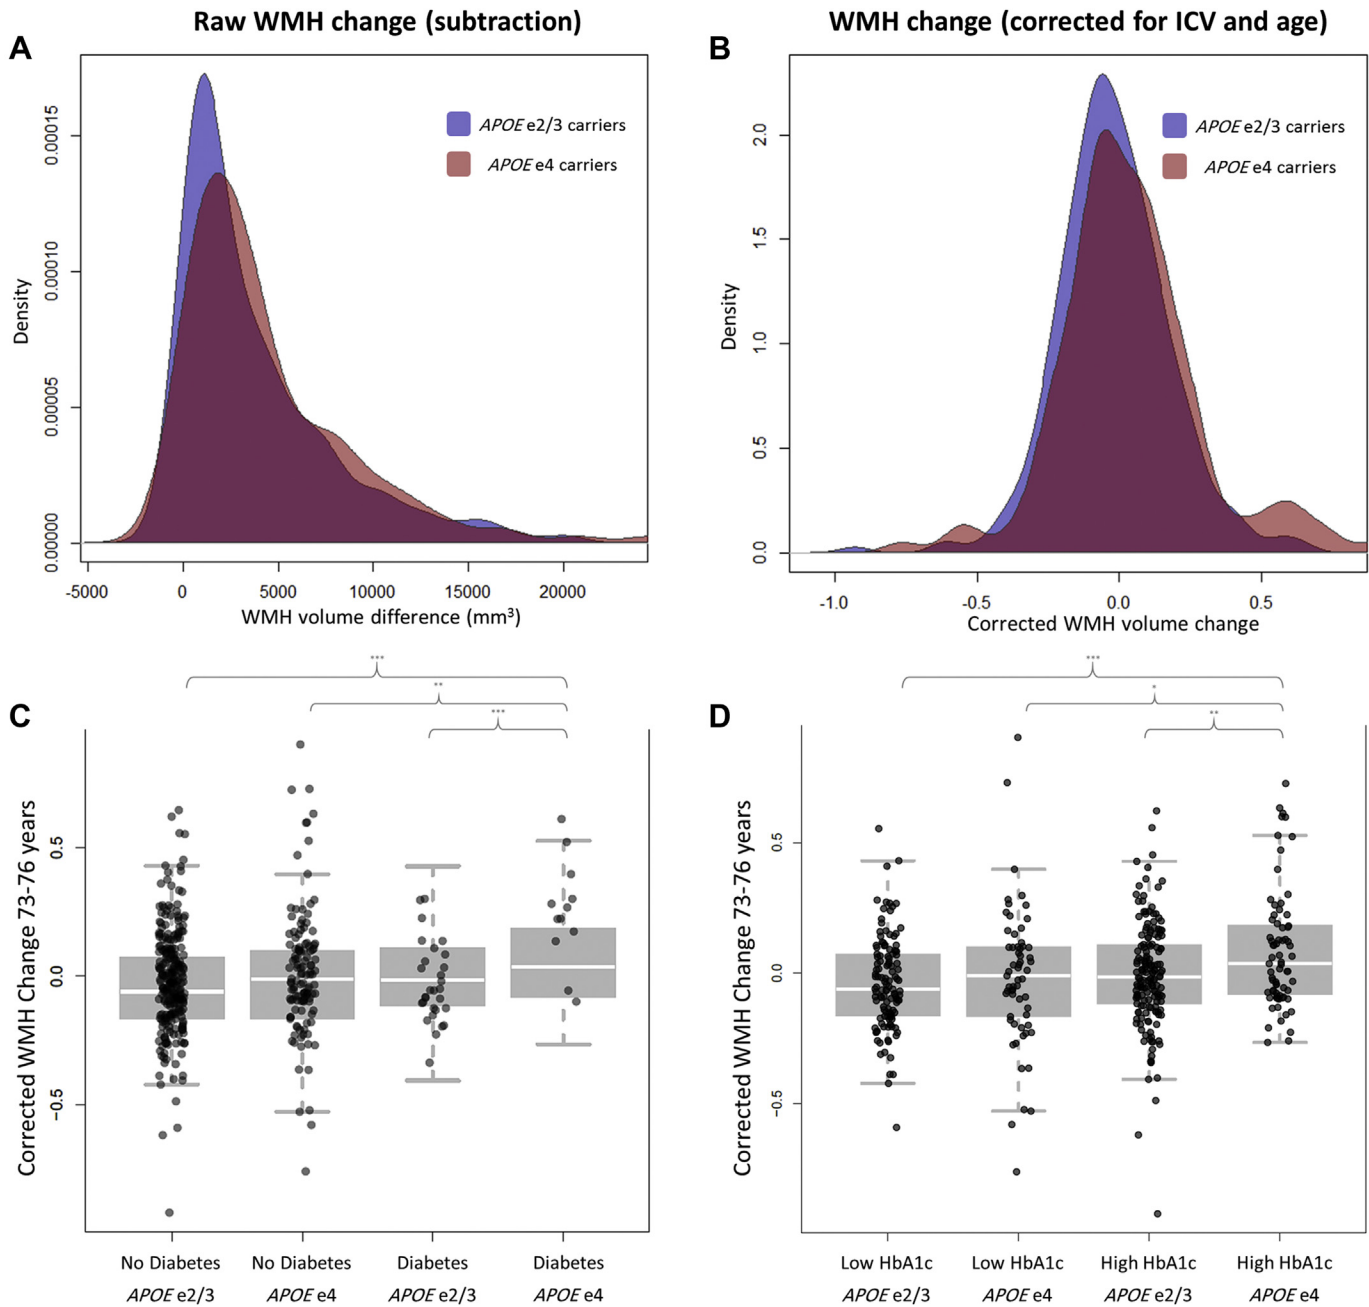 Raw WMH change (subtraction)
WMH change (corrected for ICV and age)
A
0.00015
0.00010
0.00005
0.00000
Density
APOE e2/3 carriers
APOE e4 carriers
-5000 0 5000 10000 15000 20000
WMH volume difference (mm³)
B
2.0
1.5
1.0
0.5
0.0
Density
APOE e2/3 carriers
APOE e4 carriers
-1.0 -0.5 0.0 0.5
Corrected WMH volume change
C
***
**
***
Corrected WMH Change 73-76 years
0.5
0.0
−0.5
No Diabetes No Diabetes Diabetes Diabetes
APOE e2/3 APOE e4 APOE e2/3 APOE e4
D
***
*
**
Corrected WMH Change 73-76 years
0.5
0.0
−0.5
Low HbA1c Low HbA1c High HbA1c High HbA1c
APOE e2/3 APOE e4 APOE e2/3 APOE e4